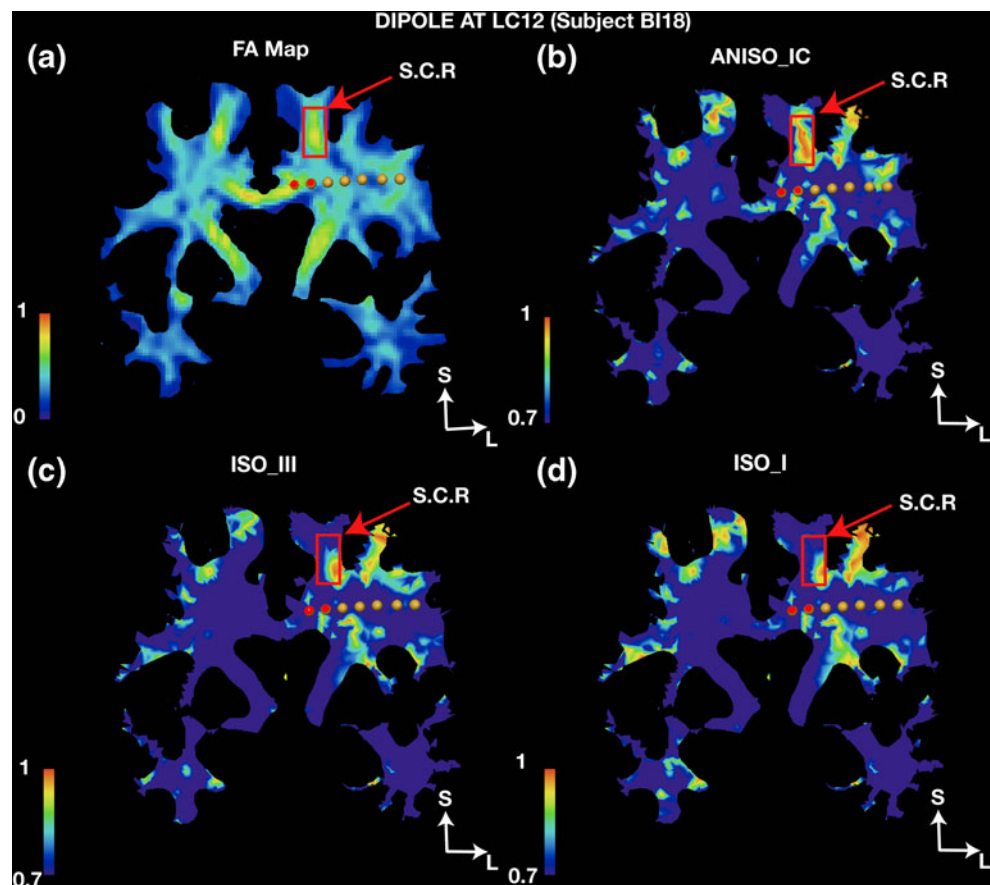 DIPOLE AT LC12 (Subject BI18)
(a)
FA Map
S.C.R
1
0
S
L
(b)
ANISO_IC
S.C.R
1
0.7
S
L
(c)
ISO_III
S.C.R
1
0.7
S
L
(d)
ISO_I
S.C.R
1
0.7
S
L